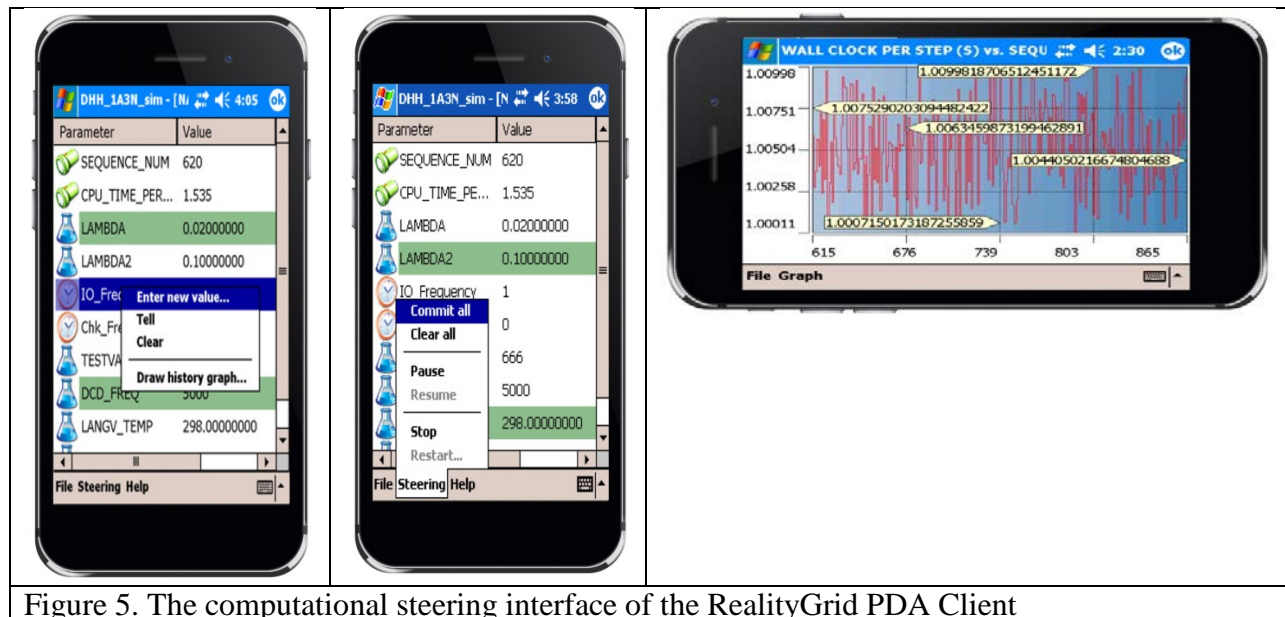 DHH_1A3N_sim - [N 4:05 ok
Parameter Value
SEQUENCE_NUM 620
CPU_TIME_PER... 1.535
LAMBDA 0.02000000
LAMBDA2 0.10000000
IO_Freq
Enter new value...
Tell
Clear
Draw history graph...
Chk_Fre
TESTVA
DCD_FREQ 5000
LANGV_TEMP 298.00000000
File Steering Help
DHH_1A3N_sim - [N 3:58 ok
Parameter Value
SEQUENCE_NUM 620
CPU_TIME_PE... 1.535
LAMBDA 0.02000000
LAMBDA2 0.10000000
IO_Frequency 1
0
666
5000
298.00000000
Commit all
Clear all
Pause
Resume
Stop
Restart...
File Steering Help
WALL CLOCK PER STEP (S) vs. SEQU 2:30 ok
1.00998
1.00751
1.00504
1.00258
1.00011
1.0099818706512451172
1.0075290203094482422
1.0063459873199462891
1.0044050216674804688
1.0007150173187255859
615 676 739 803 865
File Graph
Figure 5. The computational steering interface of the RealityGrid PDA Client